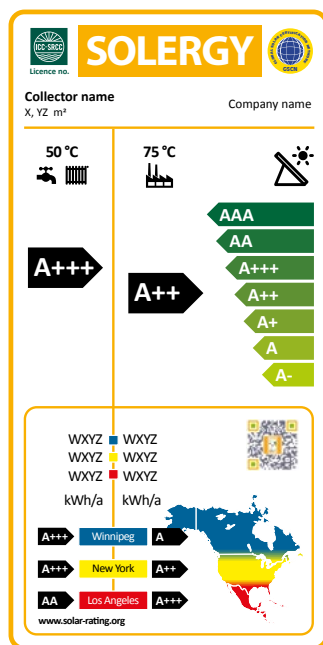 ICC-SRCC
SOLERGY
GSCN
Licence no.
Collector name
Company name
X, YZ m²
50 °C
75 °C
AAA
AA
A+++
A+++
A++
A++
A+
A
A-
WXYZ WXYZ
WXYZ WXYZ
WXYZ WXYZ
kWh/a kWh/a
A+++ Winnipeg A
A+++ New York A++
AA Los Angeles A+++
www.solar-rating.org